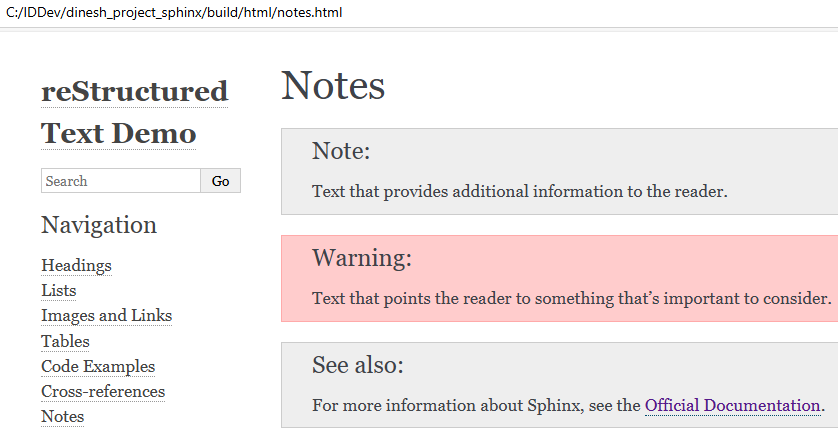 C:/IDDev/dinesh_project_sphinx/build/html/notes.html
reStructured
Text Demo
Search
Go
Navigation
Headings
Lists
Images and Links
Tables
Code Examples
Cross-references
Notes
Notes
Note:
Text that provides additional information to the reader.
Warning:
Text that points the reader to something that’s important to consider.
See also:
For more information about Sphinx, see the Official Documentation.